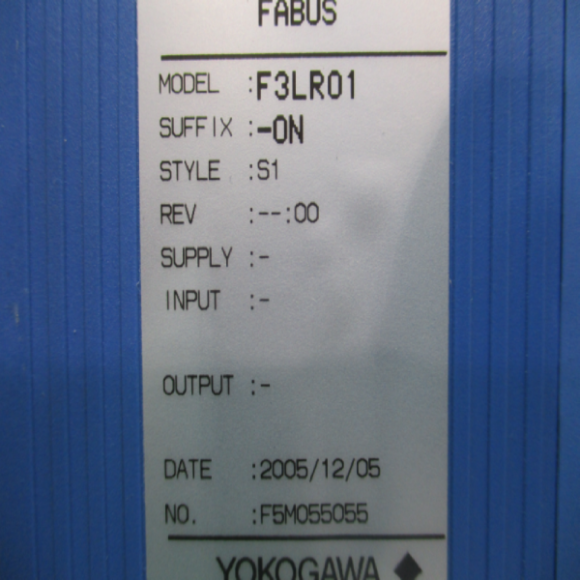 FABUS
MODEL :F3LR01
SUFFIX :-0N
STYLE :S1
REV :--:00
SUPPLY :-
INPUT :-
OUTPUT :-
DATE :2005/12/05
NO. :F5M055055
YOKOGAWA